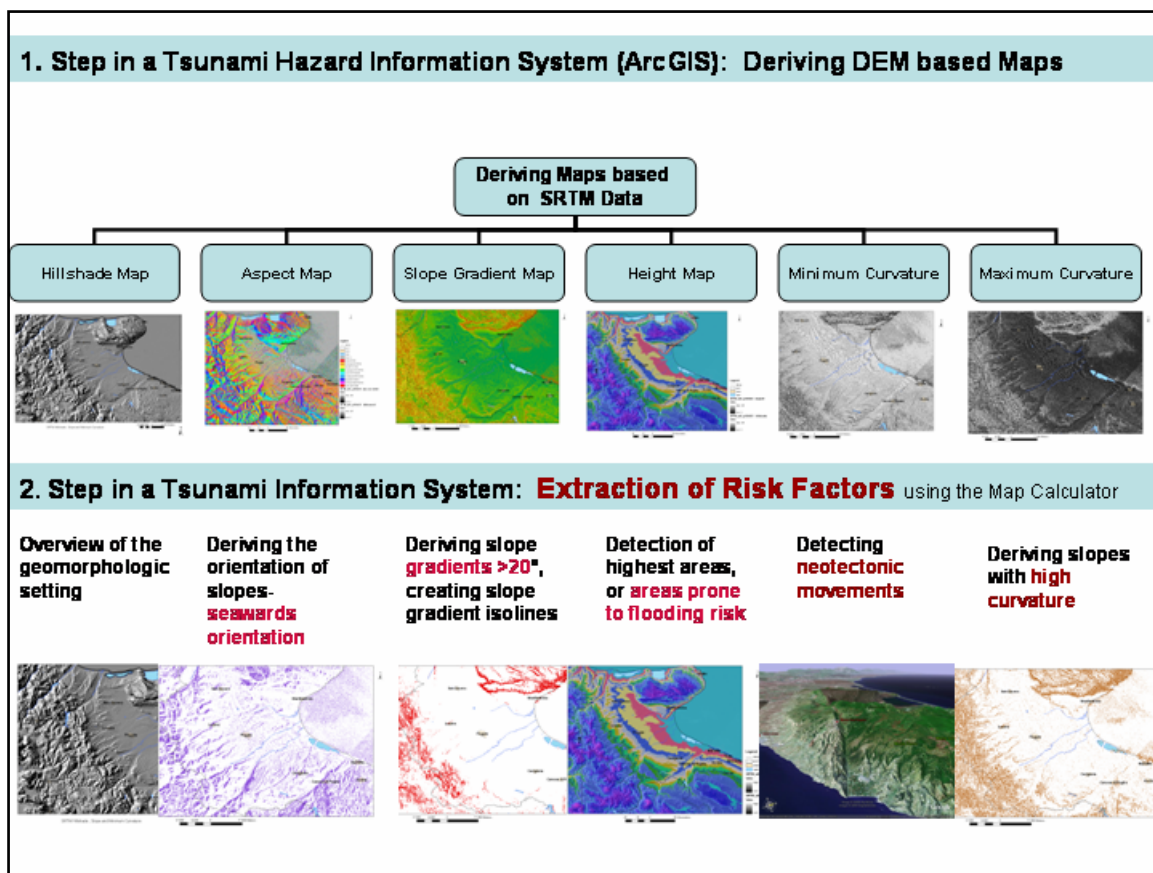 1. Step in a Tsunami Hazard Information System (ArcGIS): Deriving DEM based Maps
Deriving Maps based
on SRTM Data
Hillshade Map
Aspect Map
Slope Gradient Map
Height Map
Minimum Curvature
Maximum Curvature
2. Step in a Tsunami Information System: Extraction of Risk Factors using the Map Calculator
Overview of the
geomorphologic
setting
Deriving the
orientation of
slopes-
seawards
orientation
Deriving slope
gradients >20°,
creating slope
gradient isolines
Detection of
highest areas,
or areas prone
to flooding risk
Detecting
neotectonic
movements
Deriving slopes
with high
curvature